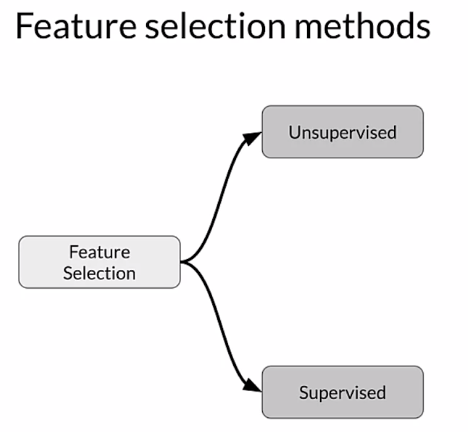 Feature selection methods
Unsupervised
Feature
Selection
Supervised